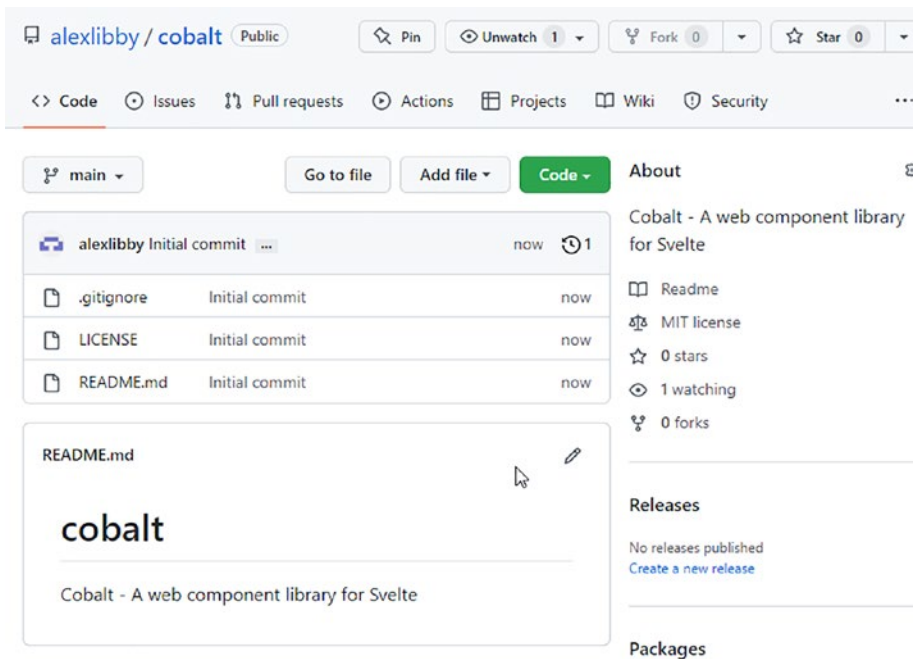 alexlibby / cobalt Public
Pin
Unwatch 1
Fork 0
Star 0
Code
Issues
Pull requests
Actions
Projects
Wiki
Security
...
main
Go to file
Add file
Code
alexlibby Initial commit ...
now
1
.gitignore Initial commit now
LICENSE Initial commit now
README.md Initial commit now
README.md
cobalt
Cobalt - A web component library for Svelte
About
Cobalt - A web component library
for Svelte
Readme
MIT license
0 stars
1 watching
0 forks
Releases
No releases published
Create a new release
Packages